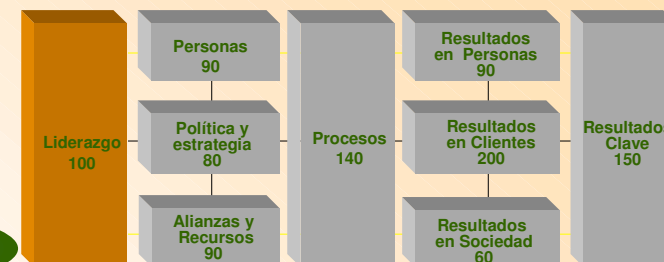 Liderazgo
100
Personas
90
Política y
estrategia
80
Alianzas y
Recursos
90
Procesos
140
Resultados
en Personas
90
Resultados
en Clientes
200
Resultados
en Sociedad
60
Resultados
Clave
150